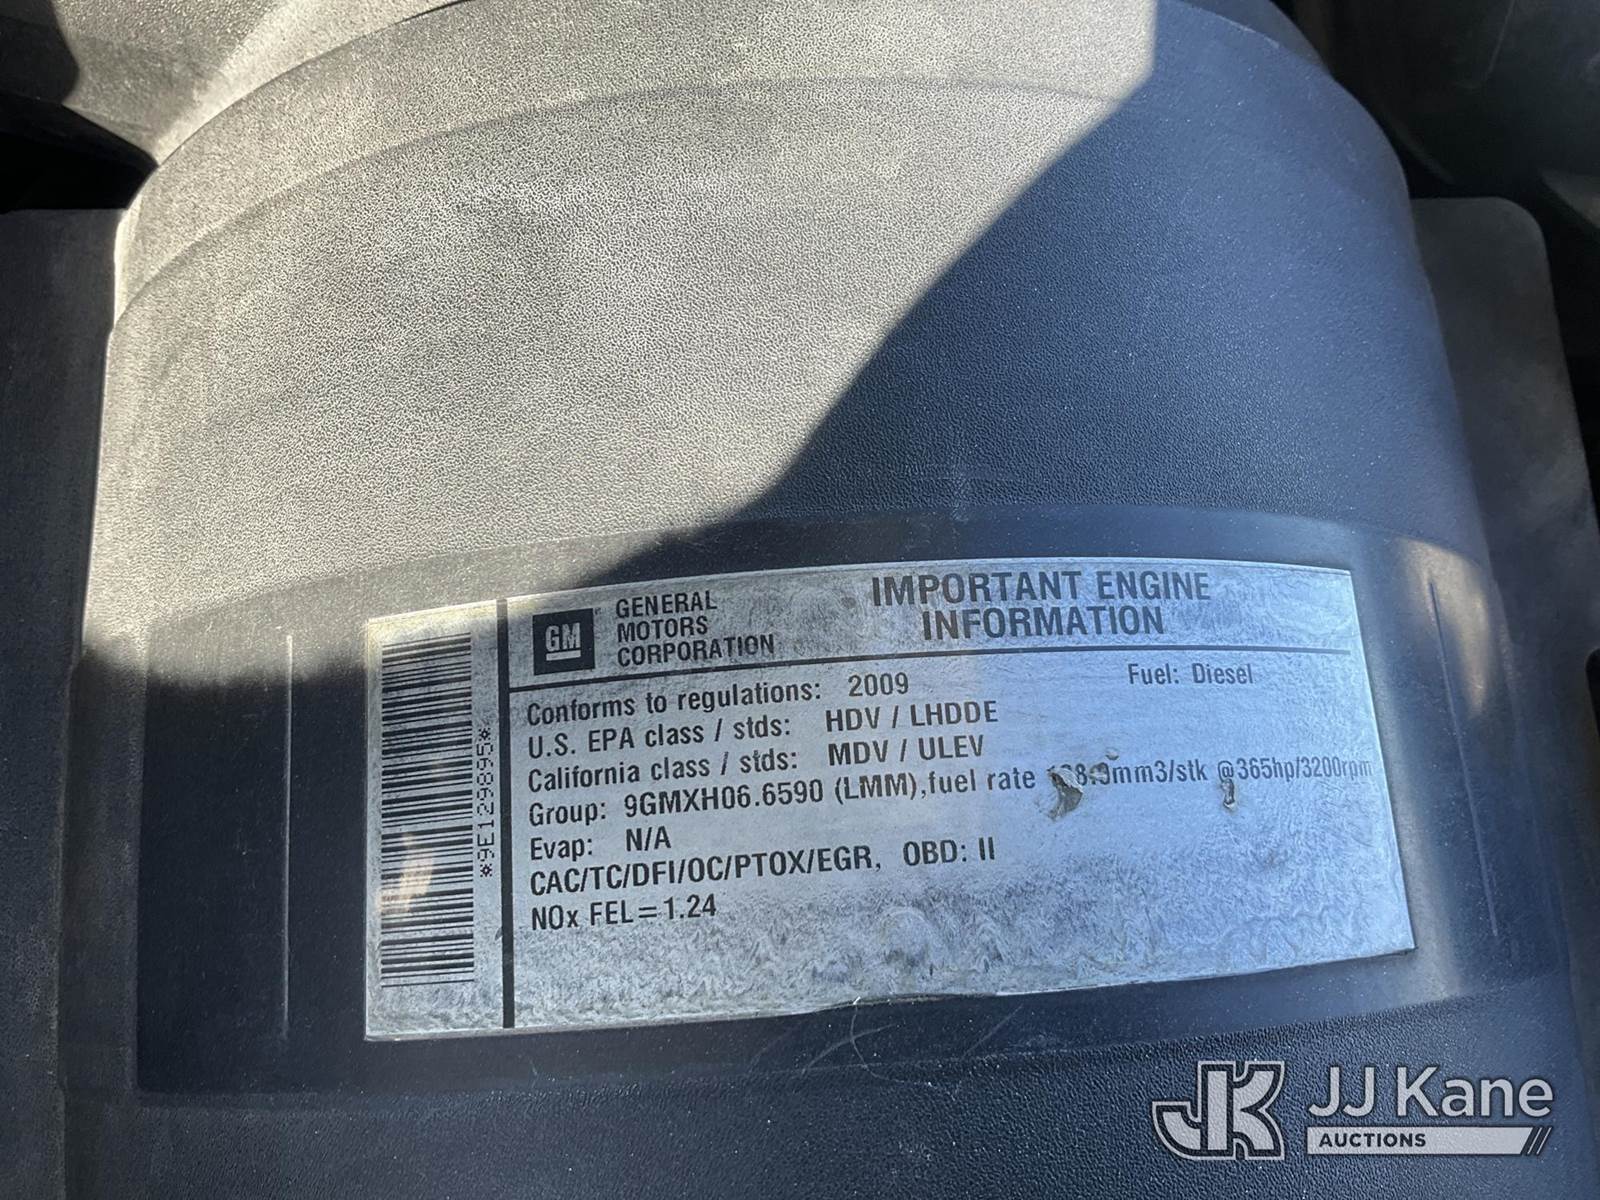 GM
GENERAL
MOTORS
CORPORATION
IMPORTANT ENGINE
INFORMATION
Conforms to regulations: 2009
Fuel: Diesel
U.S. EPA class / stds: HDV / LHDDE
California class / stds: MDV / ULEV
Group: 9GMXH06.6590 (LMM),fuel rate @365hp/3200rpm
Evap: N/A
CAC/TC/DFI/OC/PTOX/EGR, OBD: II
NOx FEL=1.24
*9E129895*
JK JJ Kane
AUCTIONS